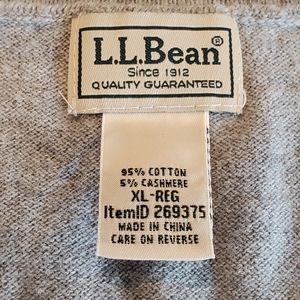 L.L.Bean®
Since 1912
QUALITY GUARANTEED
95% COTTON
5% CASHMERE
XL-REG
ItemID 269375
MADE IN CHINA
CARE ON REVERSE